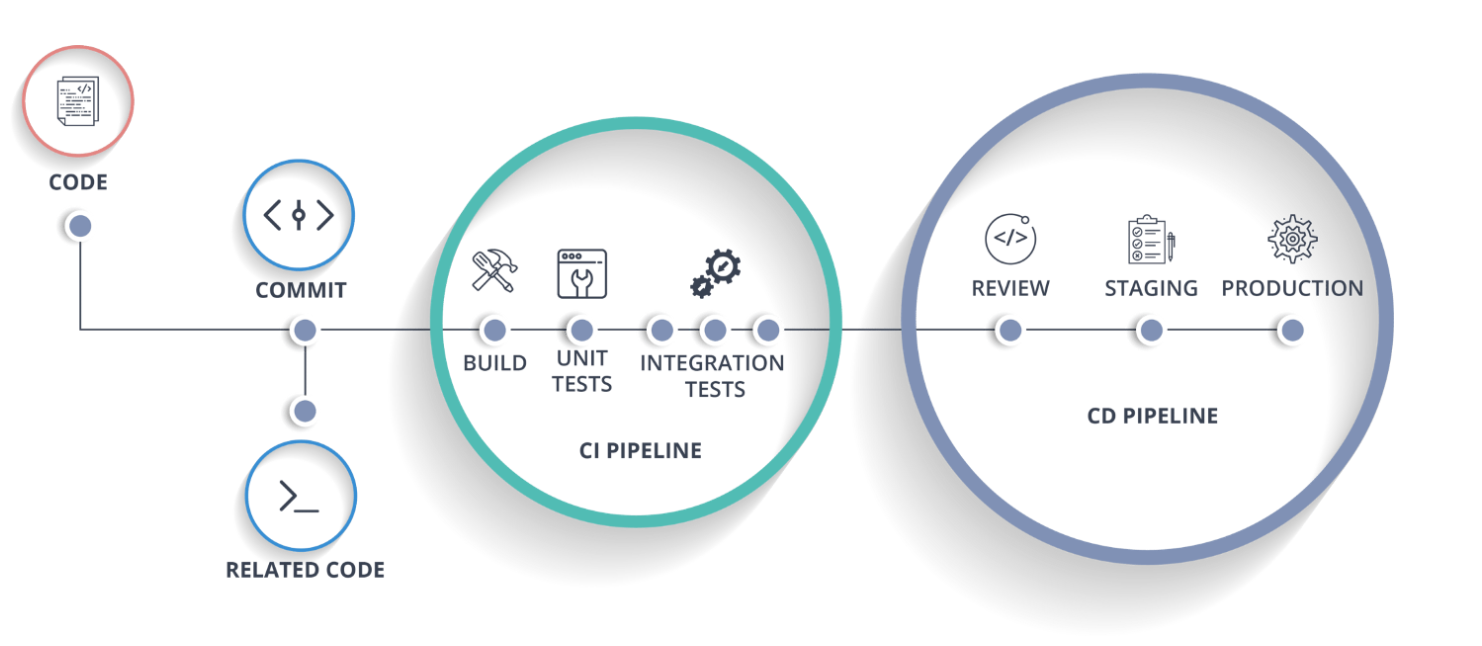 CODE
COMMIT
RELATED CODE
BUILD
UNIT
TESTS
INTEGRATION
TESTS
CI PIPELINE
REVIEW
STAGING
PRODUCTION
CD PIPELINE